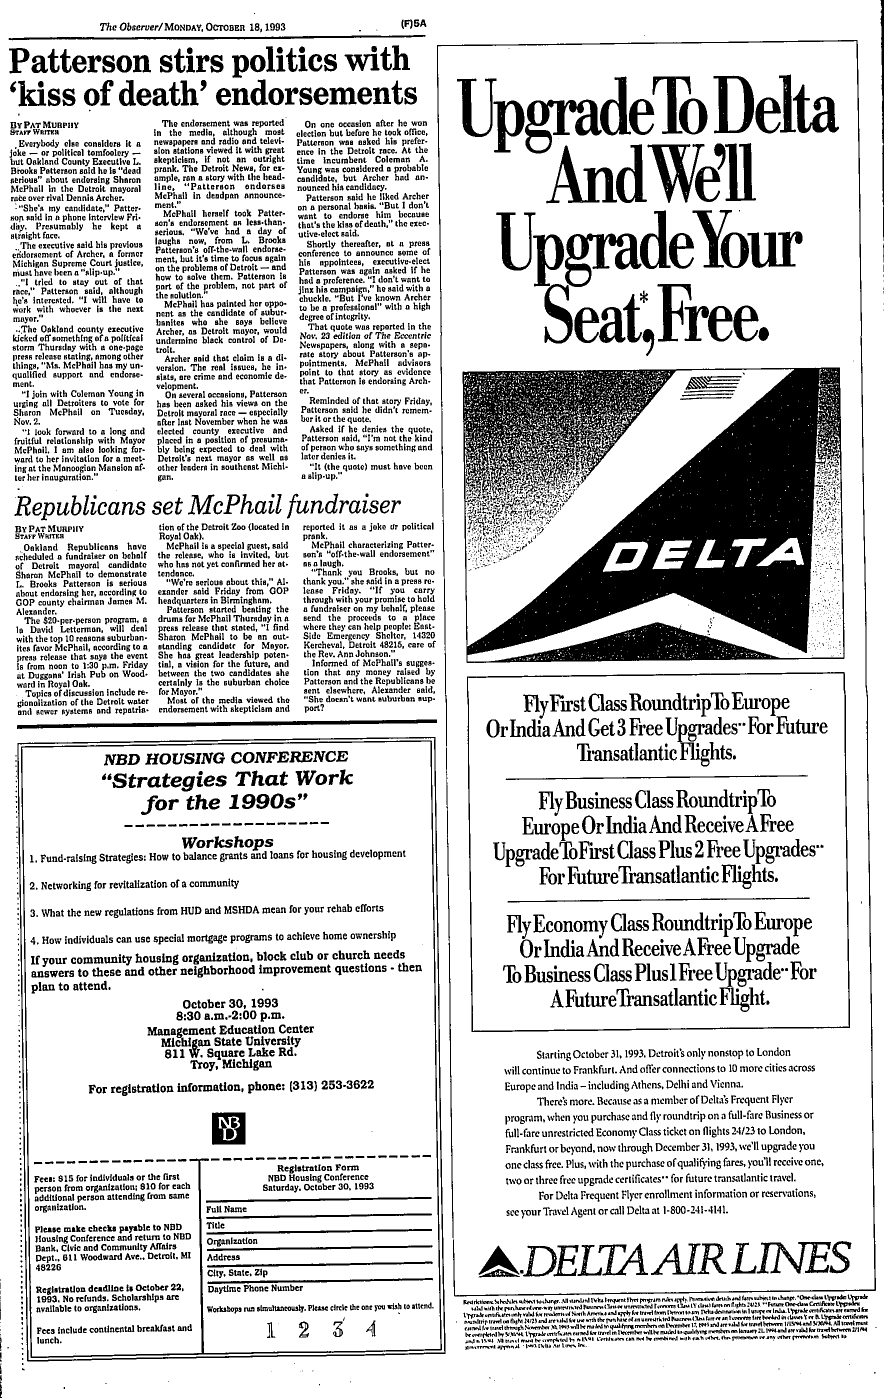 The Observer/MONDAY, OCTOBER 18, 1993
(F)5A
Patterson stirs politics with
‘kiss of death’ endorsements
BY PAT MURPHY
STAFF WRITER
Everybody else considers it a
joke — or political tomfoolery —
but Oakland County Executive L.
Brooks Patterson said he is "dead
serious" about endorsing Sharon
McPhail in the Detroit mayoral
race over rival Dennis Archer.
"She's my candidate," Patter-
son said in a phone interview Fri-
day. Presumably he kept a
straight face.
The executive said his previous
endorsement of Archer, a former
Michigan Supreme Court justice,
must have been a "slip-up."
"I tried to stay out of that
race," Patterson said, although
he's interested. "I will have to
work with whoever is the next
mayor."
The Oakland county executive
kicked off something of a political
storm Thursday with a one-page
press release stating, among other
things, "Ms. McPhail has my un-
qualified support and endorse-
ment.
"I join with Coleman Young in
urging all Detroiters to vote for
Sharon McPhail on Tuesday,
Nov. 2.
"I look forward to a long and
fruitful relationship with Mayor
McPhail. I am also looking for-
ward to her invitation for a meet-
ing at the Manoogian Mansion af-
ter her inauguration."
The endorsement was reported
in the media, although most
newspapers and radio and televi-
sion stations viewed it with great
skepticism, if not an outright
prank. The Detroit News, for ex-
ample, ran a story with the head-
line, "Patterson endorses
McPhail in deadpan announce-
ment."
McPhail herself took Patter-
son's endorsement as less-than-
serious. "We've had a day of
laughs now, from L. Brooks
Patterson's off-the-wall endorse-
ment, but it's time to focus again
on the problems of Detroit — and
how to solve them. Patterson is
part of the problem, not part of
the solution."
McPhail has painted her oppo-
nent as the candidate of subur-
banites who she says believe
Archer, as Detroit mayor, would
undermine black control of De-
troit.
Archer said that claim is a di-
version. The real issues, he in-
sists, are crime and economic de-
velopment.
On several occasions, Patterson
has been asked his views on the
Detroit mayoral race — especially
after last November when he was
elected county executive and
placed in a position of presuma-
bly being expected to deal with
Detroit's next mayor as well as
other leaders in southeast Michi-
gan.
On one occasion after he won
election but before he took office,
Patterson was asked his prefer-
ence in the Detroit race. At the
time incumbent Coleman A.
Young was considered a probable
candidate, but Archer had an-
nounced his candidacy.
Patterson said he liked Archer
on a personal basis. "But I don't
want to endorse him because
that's the kiss of death," the exec-
utive-elect said.
Shortly thereafter, at a press
conference to announce some of
his appointees, executive-elect
Patterson was again asked if he
had a preference. "I don't want to
jinx his campaign," he said with a
chuckle. "But I've known Archer
to be a professional" with a high
degree of integrity.
That quote was reported in the
Nov. 23 edition of The Eccentric
Newspapers, along with a sepa-
rate story about Patterson's ap-
pointments. McPhail advisors
point to that story as evidence
that Patterson is endorsing Arch-
er.
Reminded of that story Friday,
Patterson said he didn't remem-
ber it or the quote.
Asked if he denies the quote,
Patterson said, "I'm not the kind
of person who says something and
later denies it.
"It (the quote) must have been
a slip-up."
Republicans set McPhail fundraiser
BY PAT MURPHY
STAFF WRITER
Oakland Republicans have
scheduled a fundraiser on behalf
of Detroit mayoral candidate
Sharon McPhail to demonstrate
L. Brooks Patterson is serious
about endorsing her, according to
GOP county chairman James M.
Alexander.
The $20-per-person program, a
la David Letterman, will deal
with the top 10 reasons suburban-
ites favor McPhail, according to a
press release that says the event
is from noon to 1:30 p.m. Friday
at Duggans' Irish Pub on Wood-
ward in Royal Oak.
Topics of discussion include re-
gionalization of the Detroit water
and sewer systems and repatria-
tion of the Detroit Zoo (located in
Royal Oak).
McPhail is a special guest, said
the release, who is invited, but
who has not yet confirmed her at-
tendance.
"We're serious about this," Al-
exander said Friday from GOP
headquarters in Birmingham.
Patterson started beating the
drums for McPhail Thursday in a
press release that stated, "I find
Sharon McPhail to be an out-
standing candidate for Mayor.
She has great leadership poten-
tial, a vision for the future, and
between the two candidates she
certainly is the suburban choice
for Mayor."
Most of the media viewed the
endorsement with skepticism and
reported it as a joke or political
prank.
McPhail characterizing Patter-
son's "off-the-wall endorsement"
as a laugh.
"Thank you Brooks, but no
thank you." she said in a press re-
lease Friday. "If you carry
through with your promise to hold
a fundraiser on my behalf, please
send the proceeds to a place
where they can help people: East-
Side Emergency Shelter, 14320
Kercheval, Detroit 48215, care of
the Rev. Ann Johnson."
Informed of McPhail's sugges-
tion that any money raised by
Patterson and the Republicans be
sent elsewhere, Alexander said,
"She doesn't want suburban sup-
port?
NBD HOUSING CONFERENCE
"Strategies That Work
for the 1990s"
Workshops
1. Fund-raising Strategies: How to balance grants and loans for housing development
2. Networking for revitalization of a community
3. What the new regulations from HUD and MSHDA mean for your rehab efforts
4. How individuals can use special mortgage programs to achieve home ownership
If your community housing organization, block club or church needs
answers to these and other neighborhood improvement questions - then
plan to attend.
October 30, 1993
8:30 a.m.-2:00 p.m.
Management Education Center
Michigan State University
811 W. Square Lake Rd.
Troy, Michigan
For registration information, phone: (313) 253-3622
NBD
Fees: $15 for individuals or the first
person from organization; $10 for each
additional person attending from same
organization.
Please make checks payable to NBD
Housing Conference and return to NBD
Bank, Civic and Community Affairs
Dept., 611 Woodward Ave., Detroit, MI
48226
Registration deadline is October 22,
1993. No refunds. Scholarships are
available to organizations.
Fees include continental breakfast and
lunch.
Registration Form
NBD Housing Conference
Saturday, October 30, 1993
Full Name
Title
Organization
Address
City, State, Zip
Daytime Phone Number
Workshops run simultaneously. Please circle the one you wish to attend.
1 2 3 4
Upgrade To Delta
And We'll
Upgrade Your
Seat,* Free.
DELTA
Fly First Class Roundtrip To Europe
Or India And Get 3 Free Upgrades** For Future
Transatlantic Flights.
Fly Business Class Roundtrip To
Europe Or India And Receive A Free
Upgrade To First Class Plus 2 Free Upgrades**
For Future Transatlantic Flights.
Fly Economy Class Roundtrip To Europe
Or India And Receive A Free Upgrade
To Business Class Plus 1 Free Upgrade** For
A Future Transatlantic Flight.
Starting October 31, 1993, Detroit's only nonstop to London
will continue to Frankfurt. And offer connections to 10 more cities across
Europe and India – including Athens, Delhi and Vienna.
There's more. Because as a member of Delta's Frequent Flyer
program, when you purchase and fly roundtrip on a full-fare Business or
full-fare unrestricted Economy Class ticket on flights 24/23 to London,
Frankfurt or beyond, now through December 31, 1993, we'll upgrade you
one class free. Plus, with the purchase of qualifying fares, you'll receive one,
two or three free upgrade certificates** for future transatlantic travel.
For Delta Frequent Flyer enrollment information or reservations,
see your Travel Agent or call Delta at 1-800-241-4141.
DELTA AIR LINES
Restrictions: Schedules subject to change. All standard Delta Frequent Flyer program rules apply. Promotion details and fares subject to change.